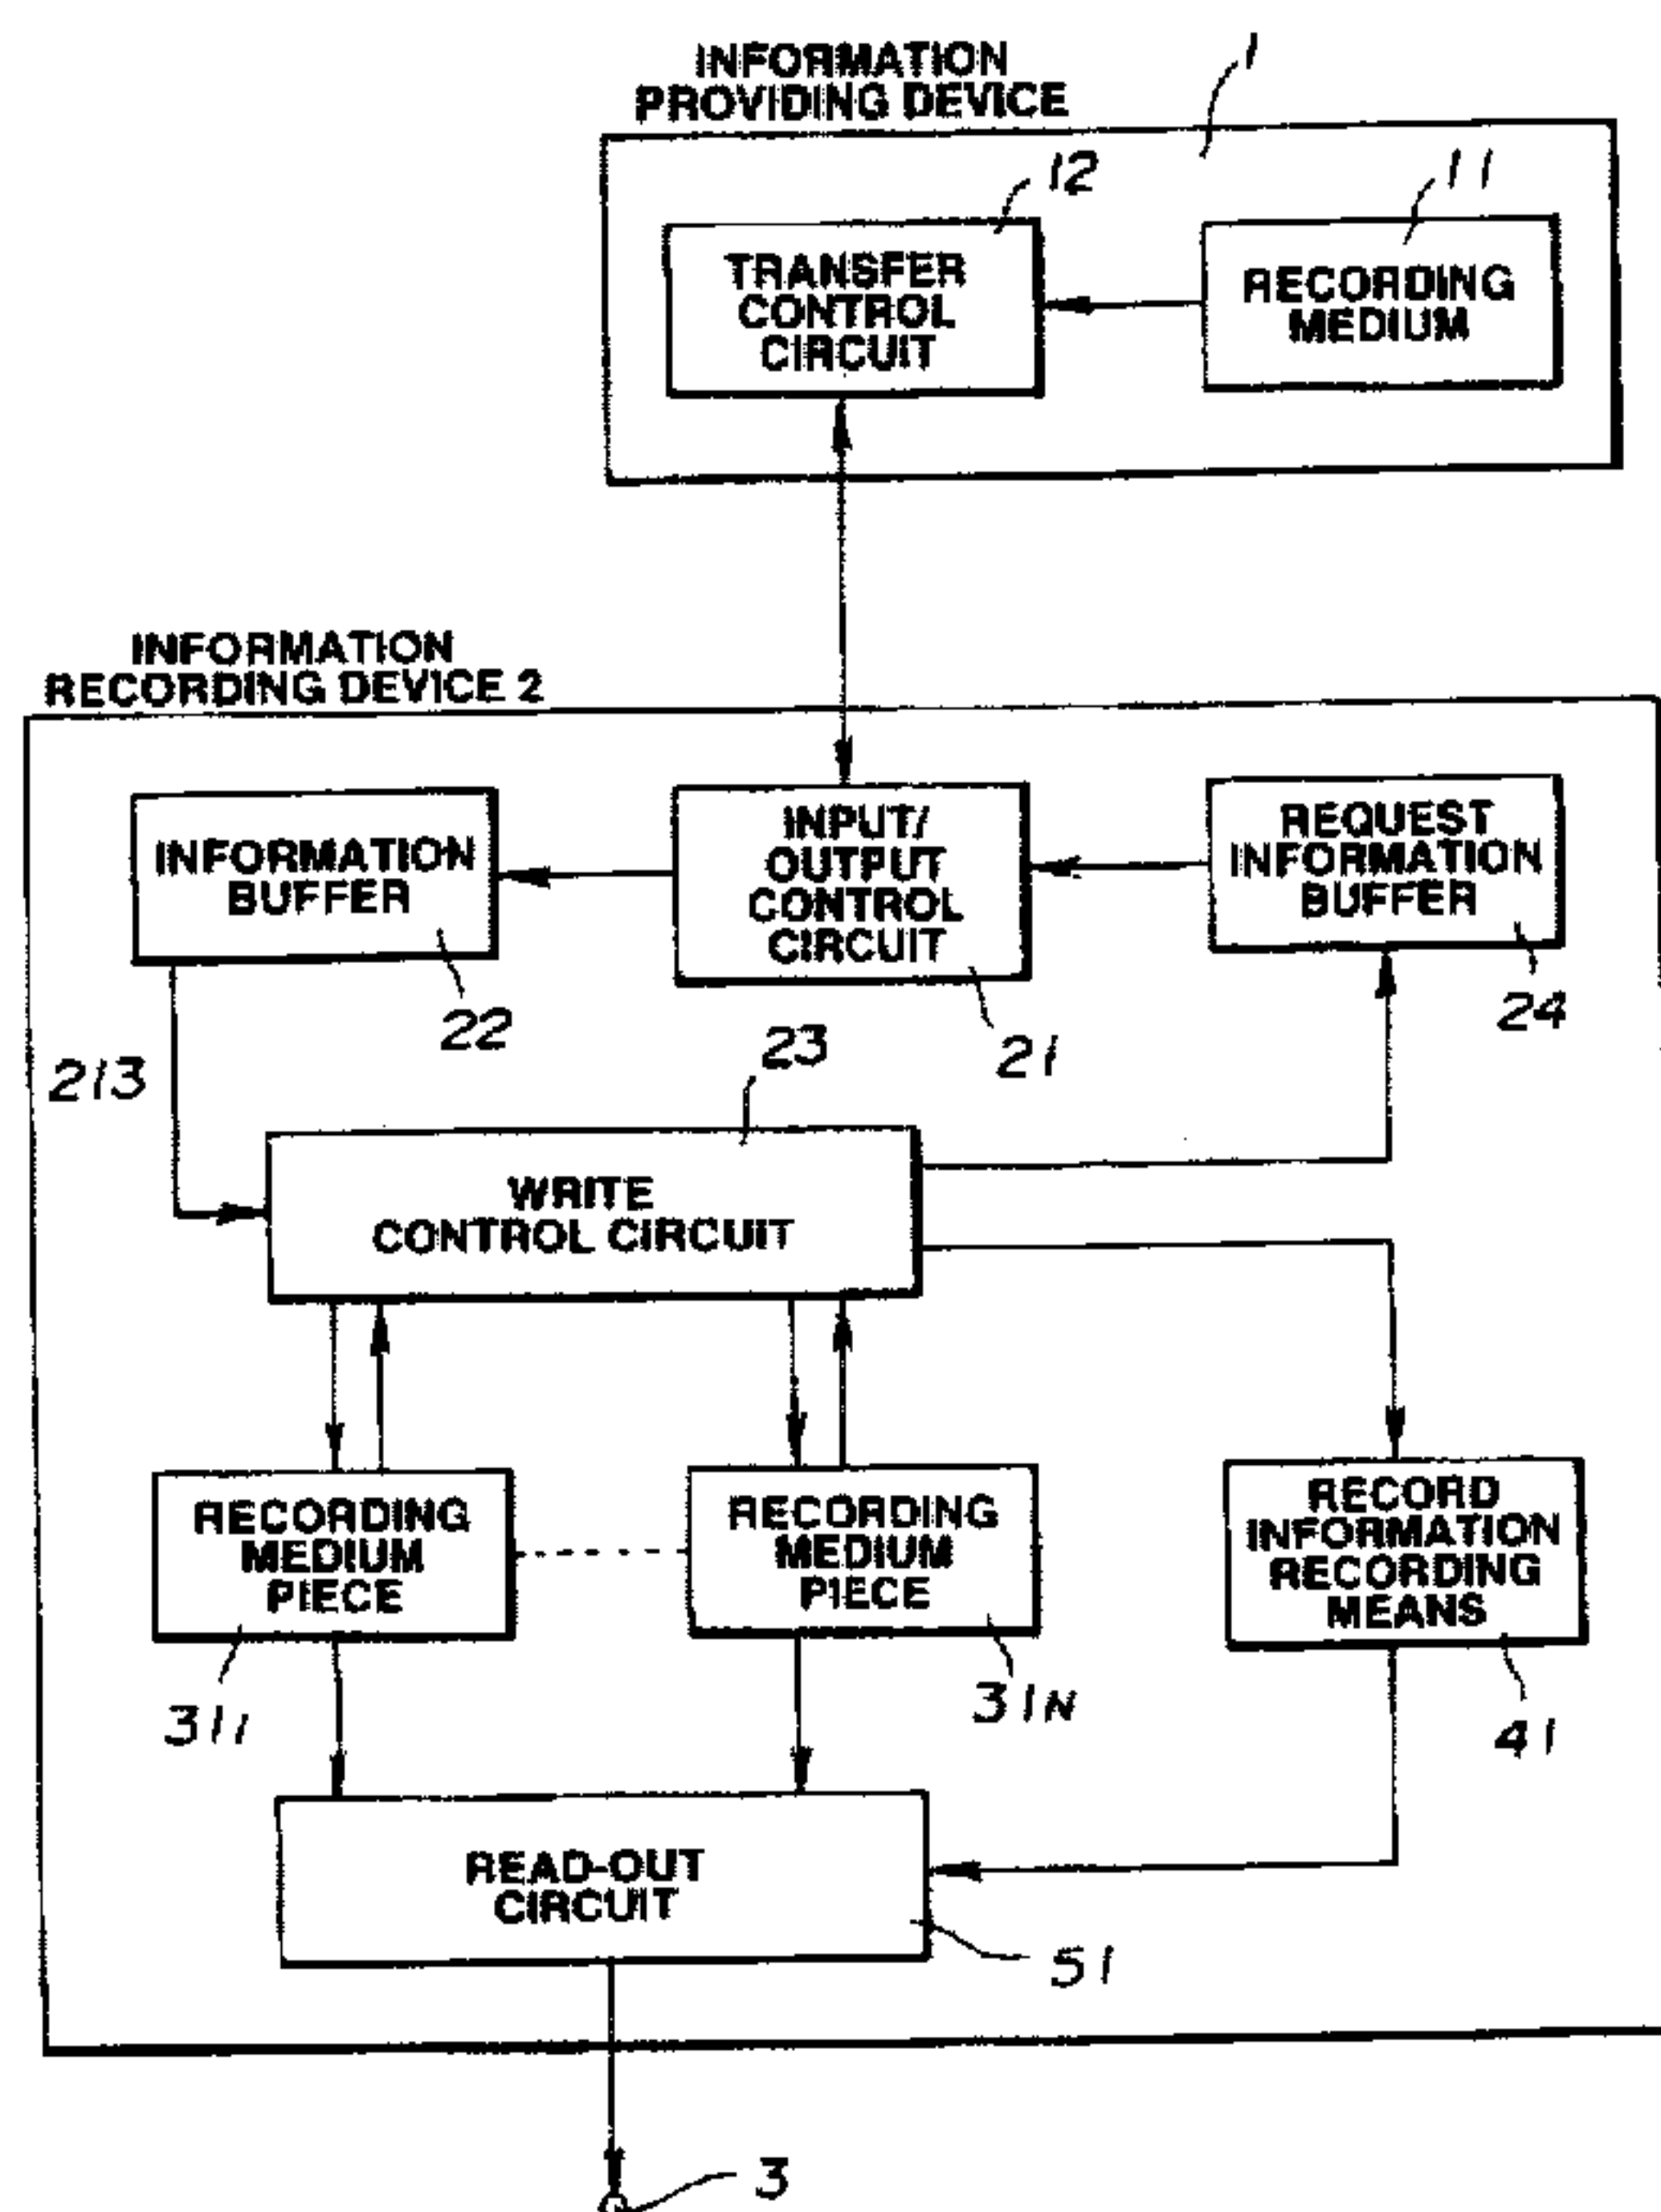 INFORMATION
PROVIDING DEVICE
1
12
11
TRANSFER
CONTROL
CIRCUIT
RECORDING
MEDIUM
INFORMATION
RECORDING DEVICE 2
INFORMATION
BUFFER
INPUT/
OUTPUT
CONTROL
CIRCUIT
REQUEST
INFORMATION
BUFFER
22
21
24
213
23
WRITE
CONTROL CIRCUIT
RECORDING
MEDIUM
PIECE
RECORDING
MEDIUM
PIECE
RECORD
INFORMATION
RECORDING
MEANS
311
31N
41
READ-OUT
CIRCUIT
51
3